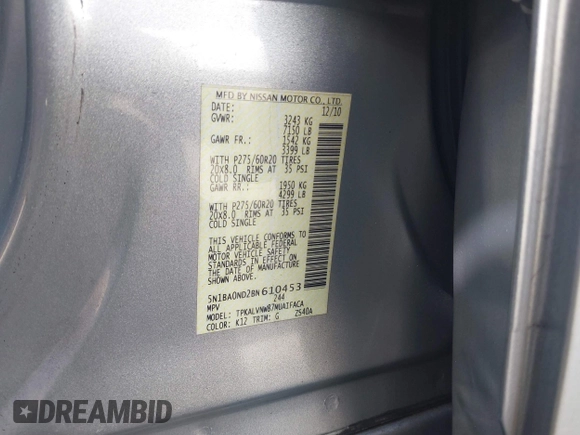 MFD BY NISSAN MOTOR CO., LTD.
DATE: 12/10
GVWR: 3243 KG
7150 LB
GAWR FR.: 1542 KG
3399 LB
WITH P275/60R20 TIRES
20X8.0 RIMS AT 35 PSI
COLD SINGLE
GAWR RR.: 1950 KG
4299 LB
WITH P275/60R20 TIRES
20X8.0 RIMS AT 35 PSI
COLD SINGLE
THIS VEHICLE CONFORMS TO
ALL APPLICABLE FEDERAL
MOTOR VEHICLE SAFETY
STANDARDS IN EFFECT ON
THE DATE OF MANUFACTURE
SHOWN ABOVE.
5N1BA0ND2BN610453
MPV 244
MODEL: TPKALVNW87MUAIFACA
COLOR: K12 TRIM: G ZS40A
DREAMBID